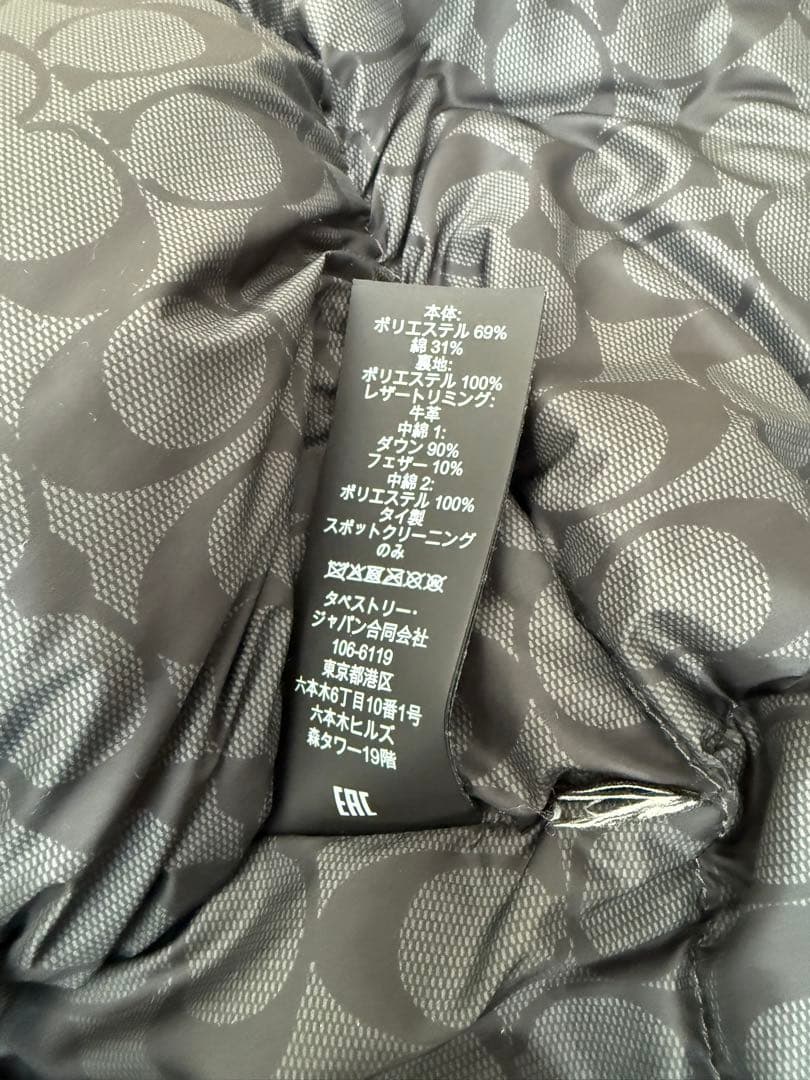 本体:
ポリエステル 69%
綿 31%
裏地:
ポリエステル 100%
レザートリミング:
牛革
中綿 1:
ダウン 90%
フェザー 10%
中綿 2:
ポリエステル 100%
タイ製
スポットクリーニング
のみ
タペストリー・
ジャパン合同会社
106-6119
東京都港区
六本木6丁目10番1号
六本木ヒルズ
森タワー19階
EAC